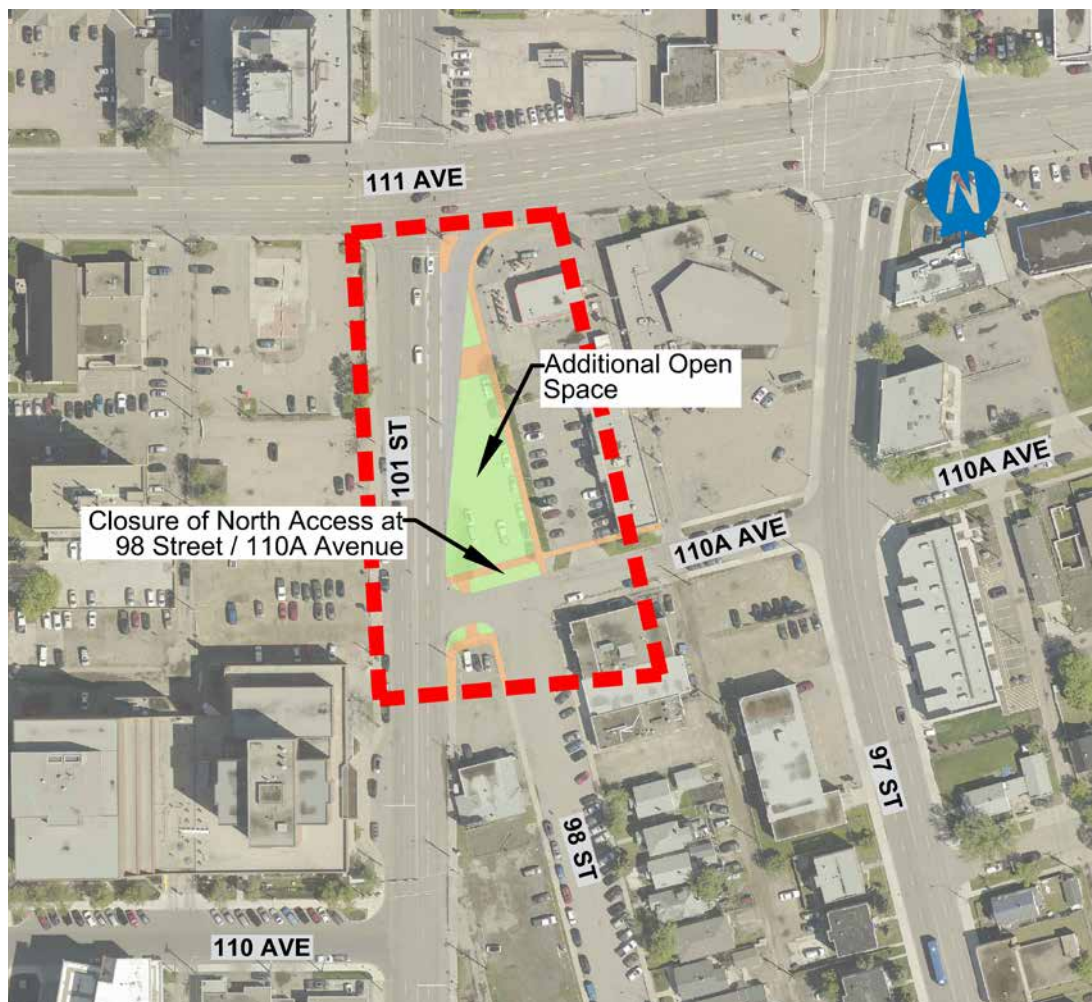 111 AVE
N
Additional Open
Space
101 ST
110A AVE
Closure of North Access at
98 Street / 110A Avenue
110A AVE
97 ST
98 ST
110 AVE